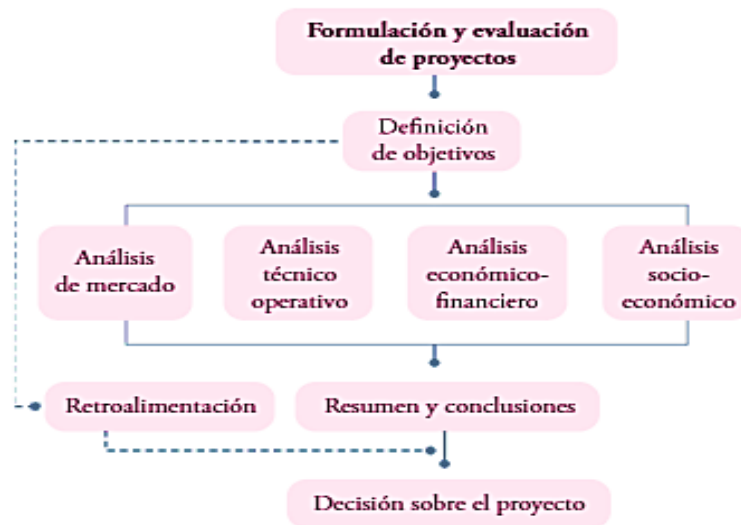 Formulación y evaluación
de proyectos
Definición
de objetivos
Análisis
de mercado
Análisis
técnico
operativo
Análisis
económico-
financiero
Análisis
socio-
económico
Retroalimentación
Resumen y conclusiones
Decisión sobre el proyecto